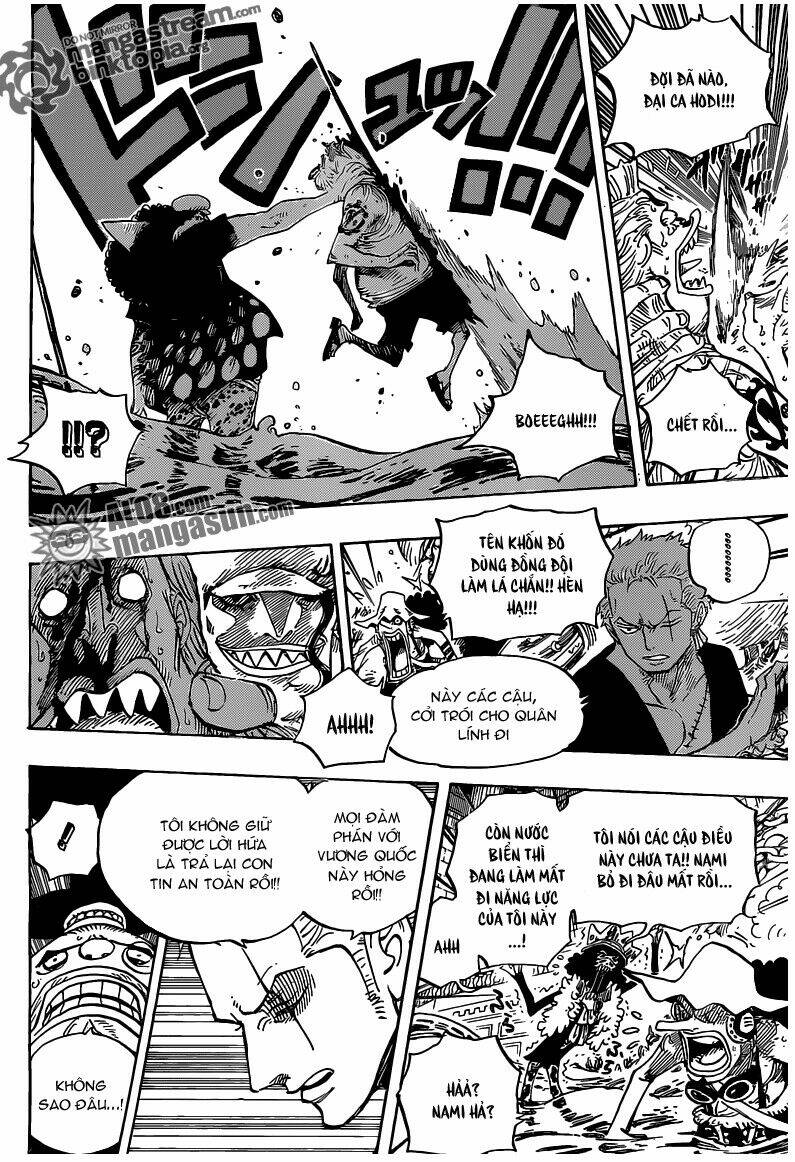 DO NOT MIRROR
mangastream.com
binktopia.org
ドンュッ!!!
ĐỢI ĐÃ NÀO,
ĐẠI CA HODI!!!
CHẾT RỒI...
BOEEEGHH!!!
!!?
AE08.com
mangasun.com
..........
TÊN KHỐN ĐÓ
DÙNG ĐỒNG ĐỘI
LÀM LÁ CHẮN!! HÈN
HẠ!!!
NÀY CÁC CẬU,
CỞI TRÓI CHO QUÂN
LÍNH ĐI
AHHH!
TÔI NÓI CÁC CẬU ĐIỀU
NÀY CHƯA TA!! NAMI
BỎ ĐI ĐÂU MẤT RỒI...
CÒN NƯỚC
BIỂN THÌ
ĐANG LÀM MẤT
ĐI NĂNG LỰC
CỦA TÔI NÀY
...!
AHH
HẢẢ?
NAMI HẢ?
MỌI ĐÀM
PHÁN VỚI
VƯƠNG QUỐC
NÀY HỎNG
RỒI!!
TÔI KHÔNG GIỮ
ĐƯỢC LỜI HỨA
LÀ TRẢ LẠI CON
TIN AN TOÀN RỒI!!
!
KHÔNG
SAO ĐÂU...!